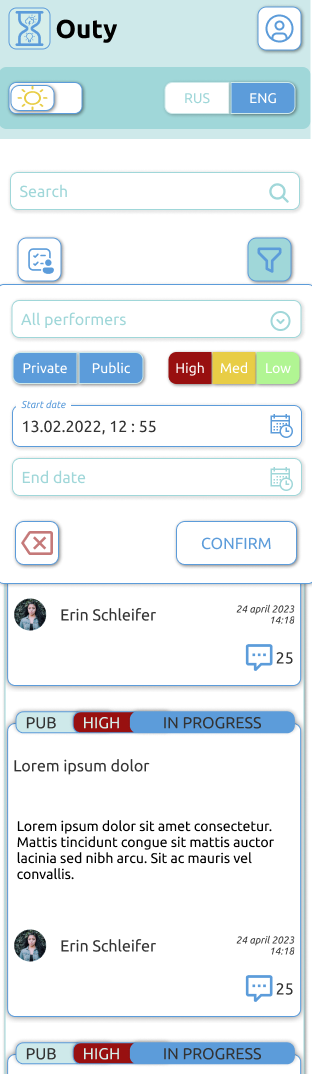 Outy
RUS ENG
Search
All performers
Private Public High Med Low
Start date
13.02.2022, 12 : 55
End date
CONFIRM
Erin Schleifer
24 april 2023
14:18
25
PUB HIGH IN PROGRESS
Lorem ipsum dolor
Lorem ipsum dolor sit amet consectetur.
Mattis tincidunt congue sit mattis auctor
lacinia sed nibh arcu. Sit ac mauris vel
convallis.
Erin Schleifer
24 april 2023
14:18
25
PUB HIGH IN PROGRESS